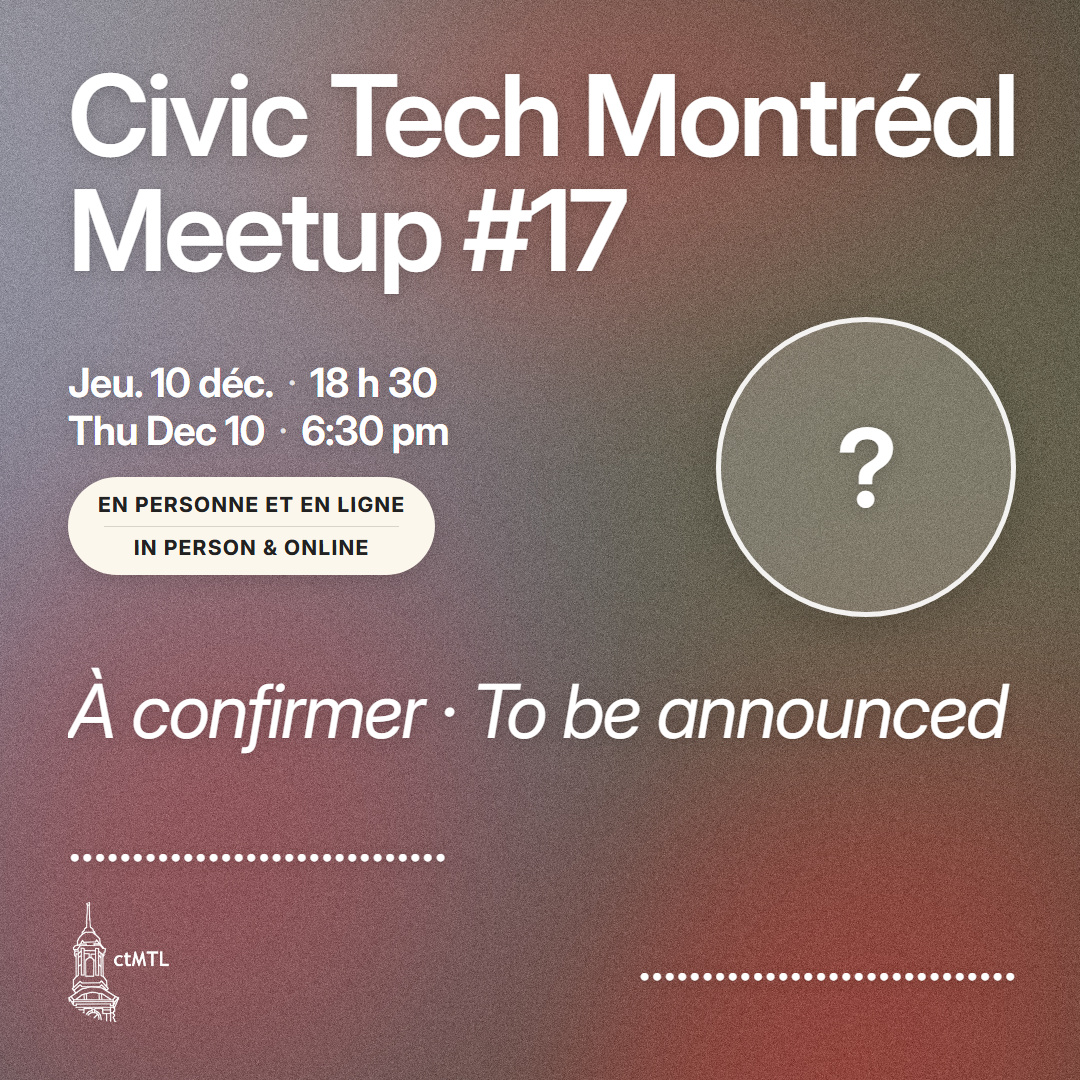 Civic Tech Montréal
Meetup #17
Jeu. 10 déc. · 18 h 30
Thu Dec 10 · 6:30 pm
EN PERSONNE ET EN LIGNE
IN PERSON & ONLINE
?
À confirmer · To be announced
ctMTL